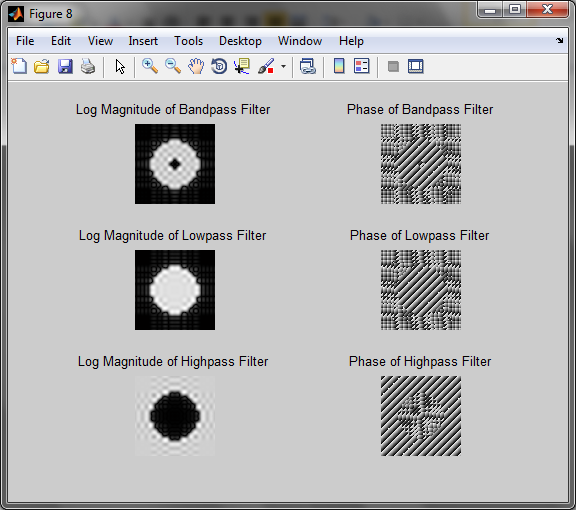 Figure 8
File Edit View Insert Tools Desktop Window Help
Log Magnitude of Bandpass Filter Phase of Bandpass Filter
Log Magnitude of Lowpass Filter Phase of Lowpass Filter
Log Magnitude of Highpass Filter Phase of Highpass Filter